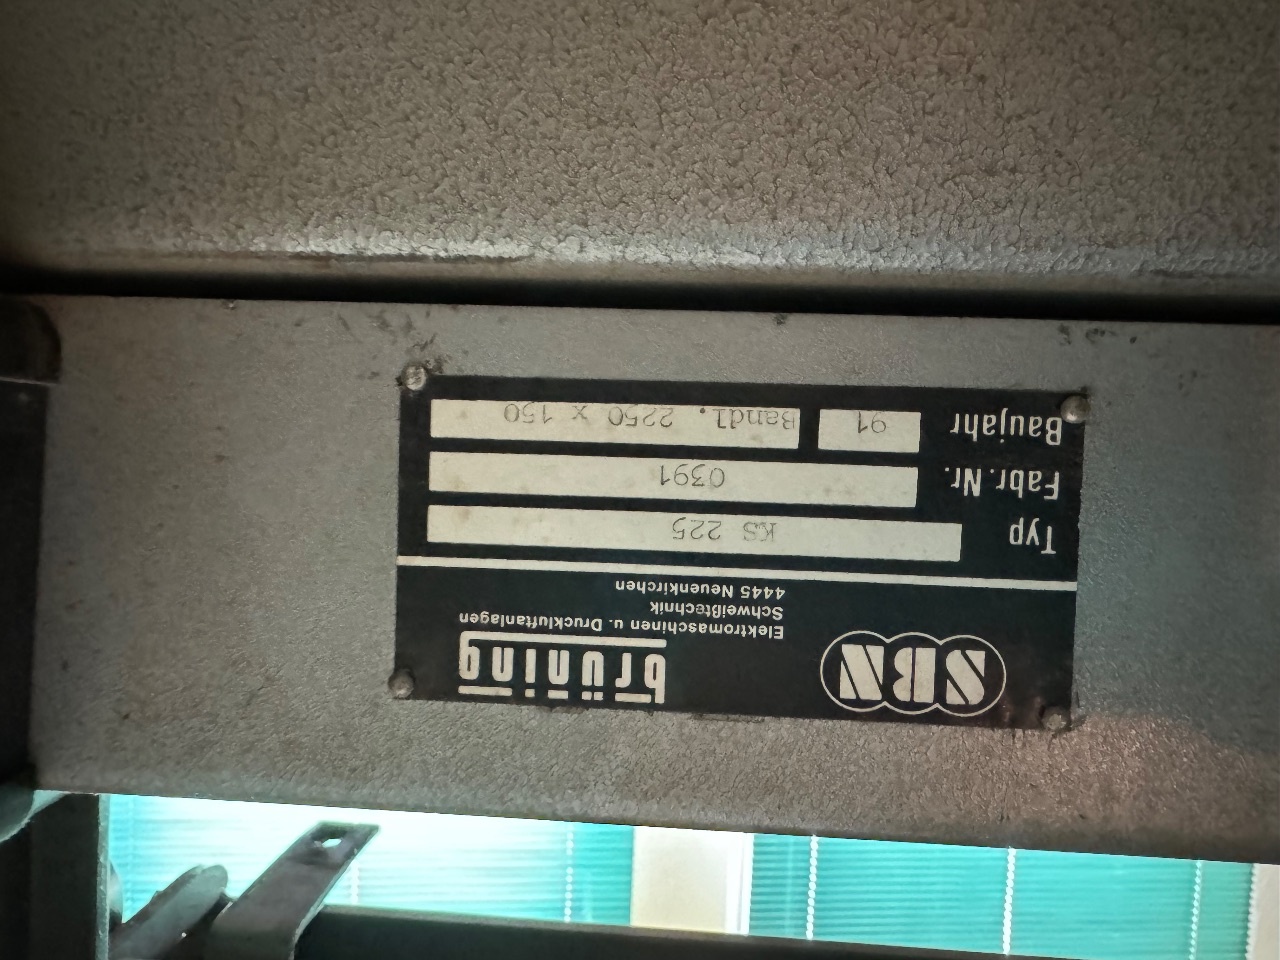 SBN
brüning
Elektromaschinen u. Druckluftanlagen
Schweißtechnik
4445 Neuenkirchen
Typ KS 225
Fabr.Nr. 0391
Baujahr 91 Bandl. 2250 x 150